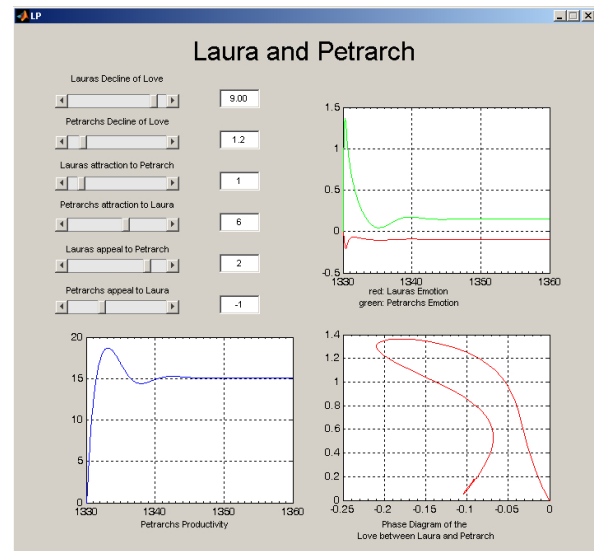 LP
Laura and Petrarch
Lauras Decline of Love
9.00
Petrarchs Decline of Love
1.2
Lauras attraction to Petrarch
1
Petrarchs attraction to Laura
6
Lauras appeal to Petrarch
2
Petrarchs appeal to Laura
-1
1.5
1
0.5
0
-0.5
1330 1340 1350 1360
red: Lauras Emotion
green: Petrarchs Emotion
20
15
10
5
0
1330 1340 1350 1360
Petrarchs Productivity
1.4
1.2
1
0.8
0.6
0.4
0.2
0
-0.25 -0.2 -0.15 -0.1 -0.05 0
Phase Diagram of the
Love between Laura and Petrarch